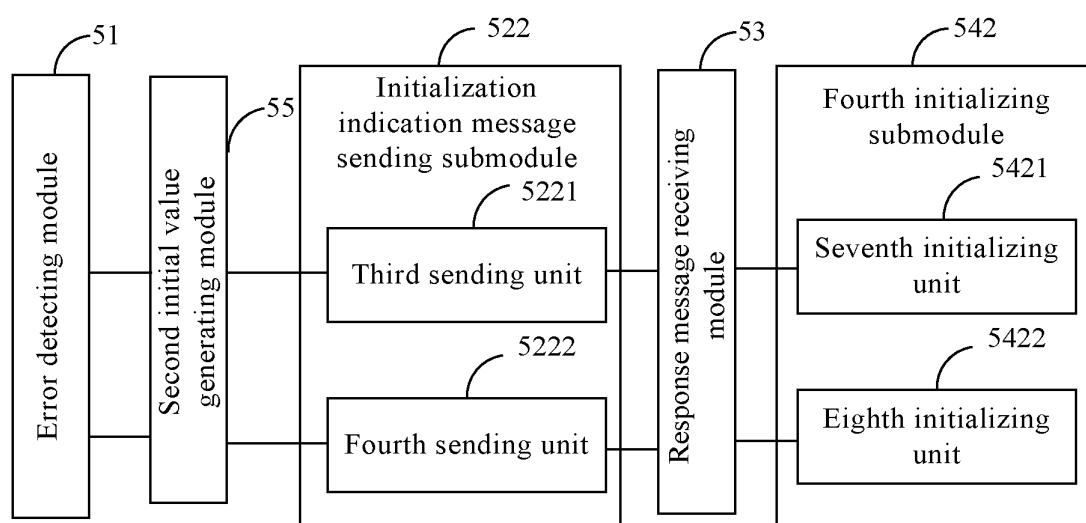 51
Error detecting module
55
Second initial value
generating module
522
Initialization
indication message
sending submodule
5221
Third sending unit
5222
Fourth sending unit
53
Response message receiving
module
542
Fourth initializing
submodule
5421
Seventh initializing
unit
5422
Eighth initializing
unit